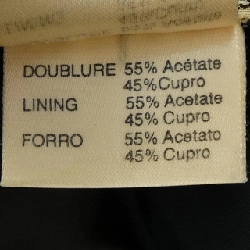 DOUBLURE 55% Acétate
45% Cupro
LINING 55% Acetate
45% Cupro
FORRO 55% Acetato
45% Cupro